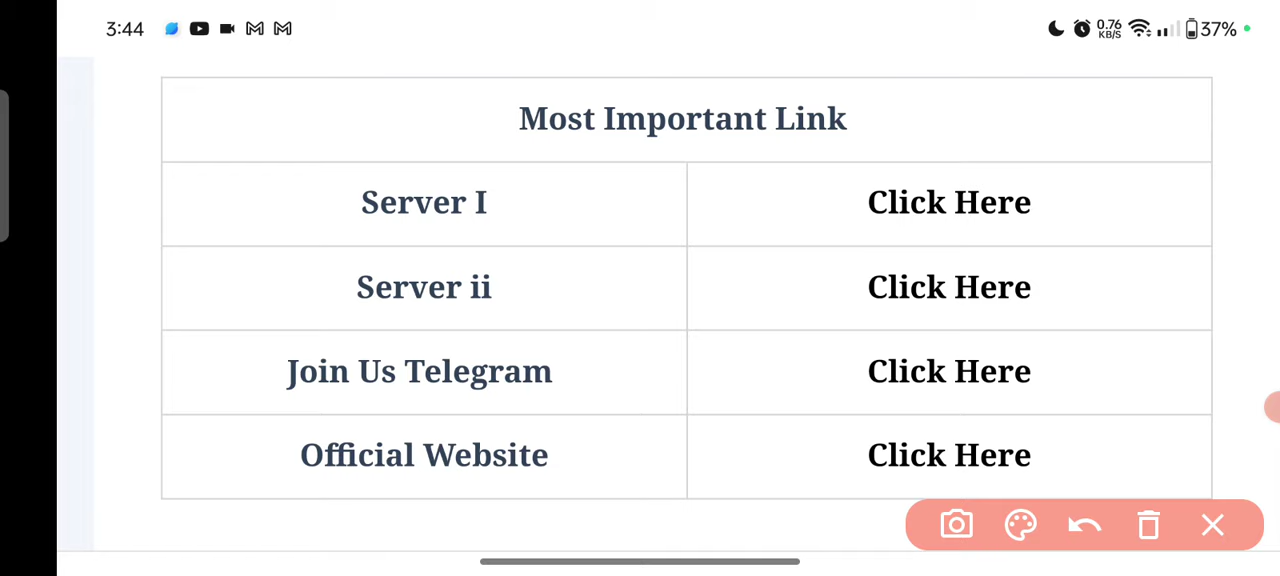 3:44 0.76 KB/S 37%
Most Important Link
Server I Click Here
Server ii Click Here
Join Us Telegram Click Here
Official Website Click Here